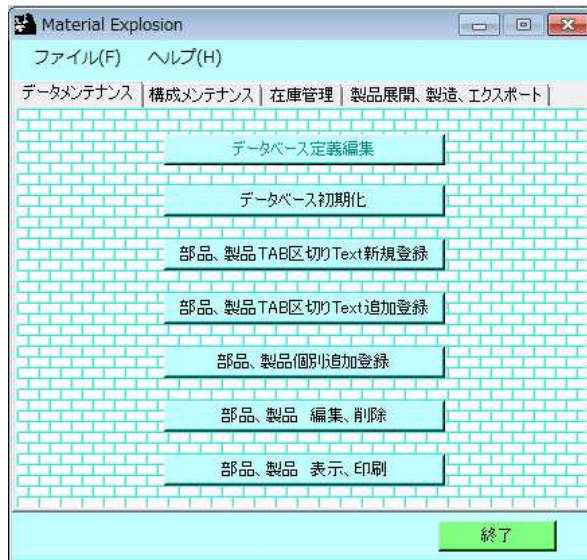 Material Explosion
ファイル(F) ヘルプ(H)
データメンテナンス 構成メンテナンス 在庫管理 製品展開、製造、エクスポート
データベース定義編集
データベース初期化
部品、製品TAB区切りText新規登録
部品、製品TAB区切りText追加登録
部品、製品個別追加登録
部品、製品 編集、削除
部品、製品 表示、印刷
終了